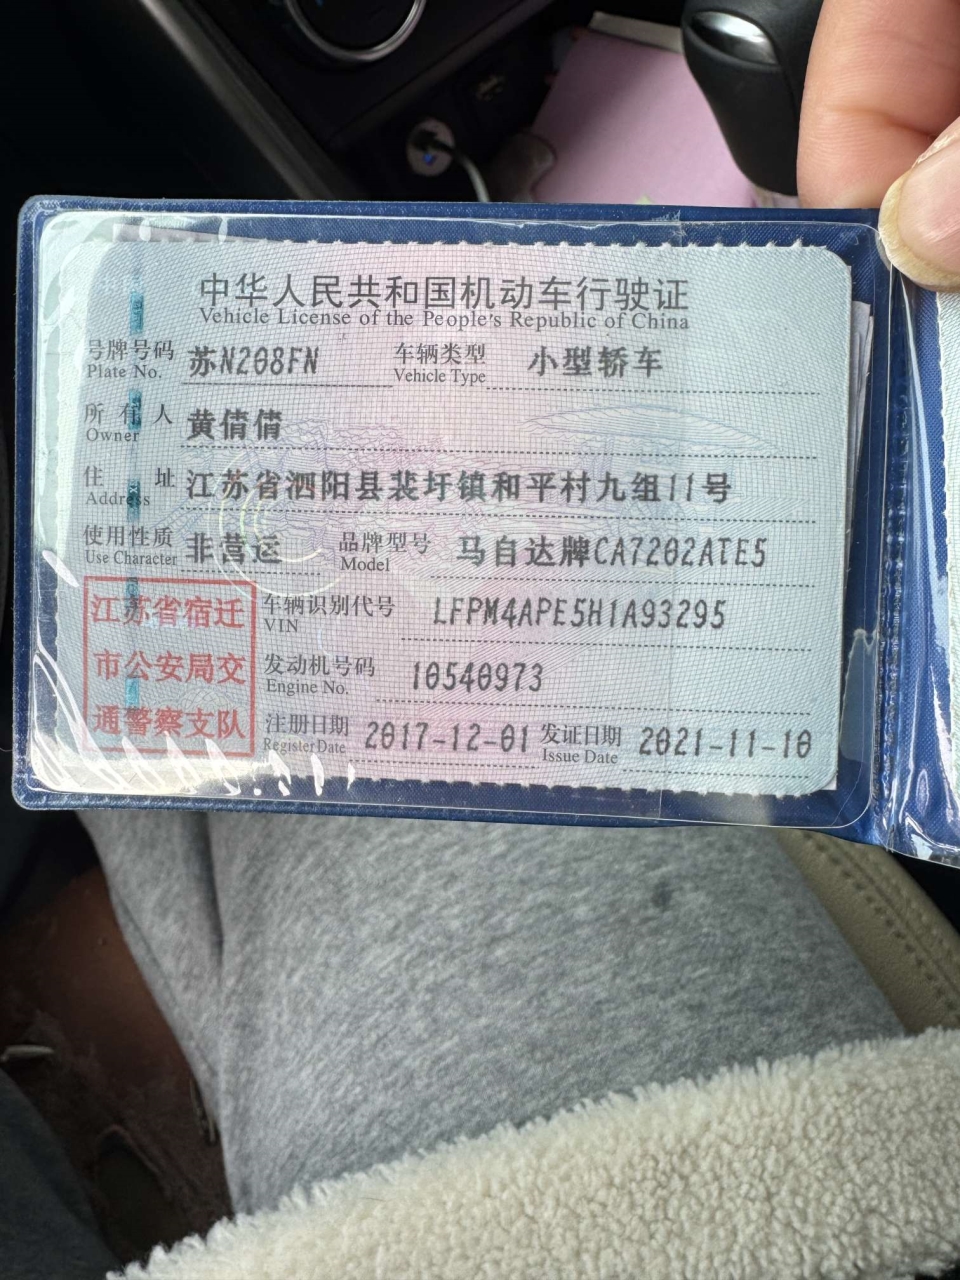 中华人民共和国机动车行驶证
Vehicle License of the People's Republic of China
号牌号码 苏N208FN 车辆类型 小型轿车
Plate No. Vehicle Type
所有人 黄倩倩
Owner
住址 江苏省泗阳县裴圩镇和平村九组11号
Address
使用性质 非营运 品牌型号 马自达牌CA7202ATE5
Use Character Model
江苏省宿迁
市公安局交
通警察支队
车辆识别代号 LFPM4APE5H1A93295
VIN
发动机号码 10540973
Engine No.
注册日期 2017-12-01 发证日期 2021-11-10
Register Date Issue Date